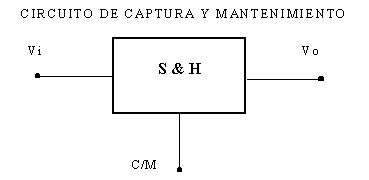 CIRCUITO DE CAPTURA Y MANTENIMIENTO
Vi
Vo
S & H
C/M